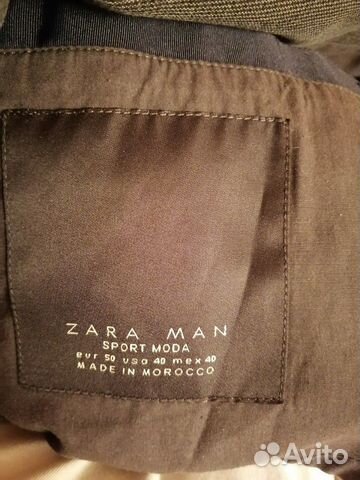 ZARA MAN
SPORT MODA
eur 50 usa 40 mex 40
MADE IN MOROCCO
Avito